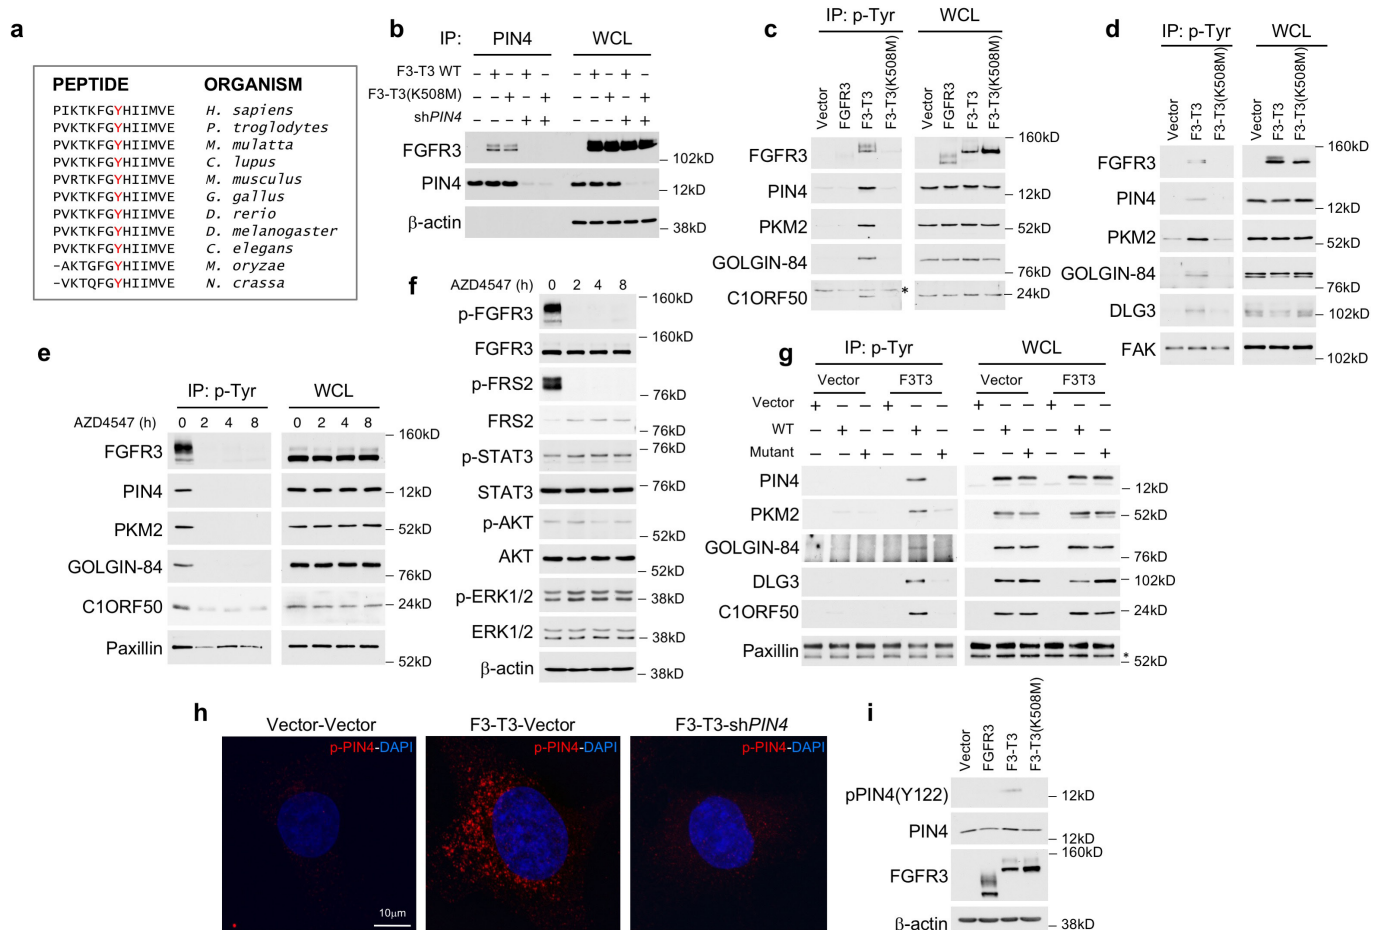 a
PEPTIDE ORGANISM
PIKTKFGYHIIMVE H. sapiens
PVKTKFGYHIIMVE P. troglodytes
PVKTKFGYHIIMVE M. mulatta
PVKTKFGYHIIMVE C. lupus
PVRTKFGYHIIMVE M. musculus
PVKTKFGYHIIMVE G. gallus
PVKTKFGYHIIMVE D. rerio
PVKTKFGYHIIMVE D. melanogaster
PVKTKFGYHIIMVE C. elegans
-AKTGFGYHIIMVE M. oryzae
-VKTQFGYHIIMVE N. crassa
b
IP: PIN4 WCL
F3-T3 WT – + – + – – + – + –
F3-T3(K508M) – – + – + – – + – +
shPIN4 – – – + + – – – + +
FGFR3 – 102kD
PIN4 – 12kD
β-actin – 38kD
c
IP: p-Tyr WCL
Vector FGFR3 F3-T3 F3-T3(K508M) Vector FGFR3 F3-T3 F3-T3(K508M)
– 160kD
FGFR3
PIN4 – 12kD
PKM2 – 52kD
GOLGIN-84 – 76kD
C1ORF50 * – 24kD
d
IP: p-Tyr WCL
Vector F3-T3 F3-T3(K508M) Vector F3-T3 F3-T3(K508M)
– 160kD
FGFR3
PIN4 – 12kD
PKM2 – 52kD
GOLGIN-84 – 76kD
DLG3 – 102kD
FAK – 102kD
e
IP: p-Tyr WCL
AZD4547 (h) 0 2 4 8 0 2 4 8
– 160kD
FGFR3
PIN4 – 12kD
PKM2 – 52kD
GOLGIN-84 – 76kD
C1ORF50 – 24kD
Paxillin – 52kD
f
AZD4547 (h) 0 2 4 8
– 160kD
p-FGFR3
– 160kD
FGFR3
p-FRS2 – 76kD
FRS2 – 76kD
– 76kD
p-STAT3
STAT3 – 76kD
p-AKT – 52kD
AKT – 52kD
p-ERK1/2 – 38kD
ERK1/2 – 38kD
β-actin – 38kD
g
IP: p-Tyr WCL
Vector F3T3 Vector F3T3
Vector + – – + – – + – – + – –
WT – + – – + – – + – – + –
Mutant – – + – – + – – + – – +
PIN4 – 12kD
PKM2 – 52kD
GOLGIN-84 – 76kD
DLG3 – 102kD
C1ORF50 – 24kD
Paxillin * – 52kD
h
Vector-Vector F3-T3-Vector F3-T3-shPIN4
p-PIN4-DAPI p-PIN4-DAPI p-PIN4-DAPI
10μm
i
Vector FGFR3 F3-T3 F3-T3(K508M)
pPIN4(Y122) – 12kD
PIN4 – 12kD
– 160kD
FGFR3
β-actin – 38kD